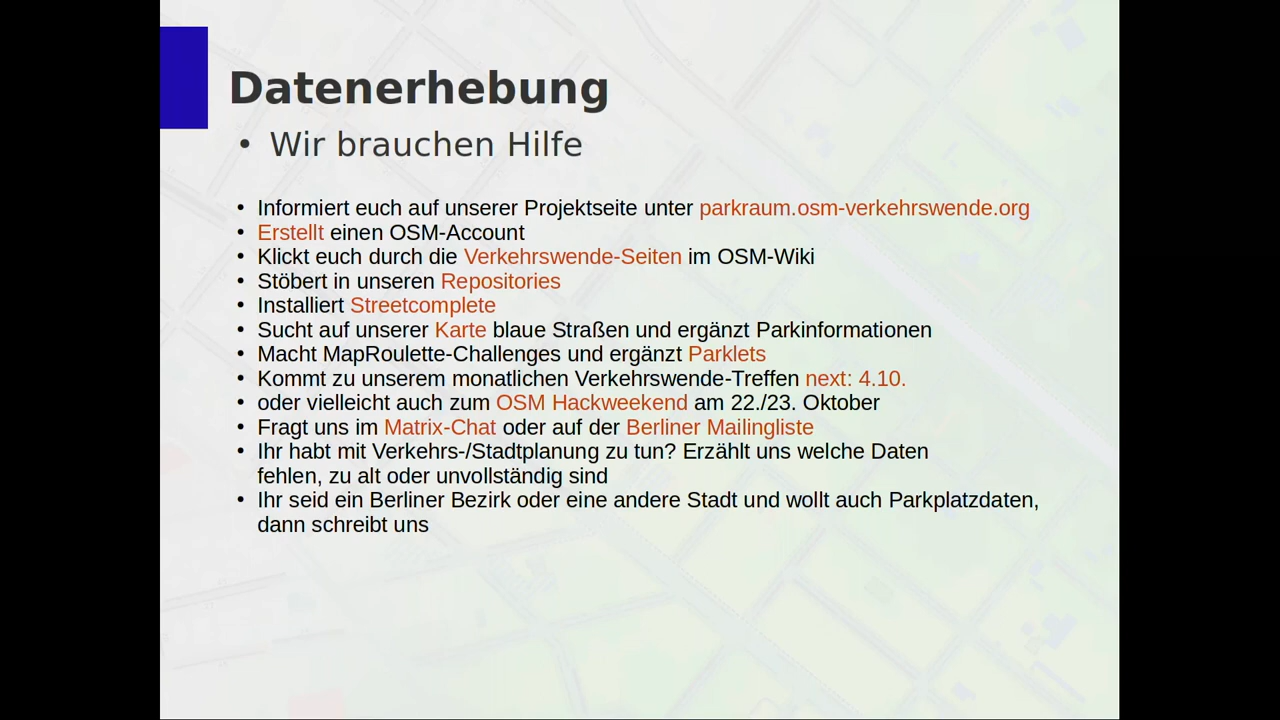 Datenerhebung
• Wir brauchen Hilfe
• Informiert euch auf unserer Projektseite unter parkraum.osm-verkehrswende.org
• Erstellt einen OSM-Account
• Klickt euch durch die Verkehrswende-Seiten im OSM-Wiki
• Stöbert in unseren Repositories
• Installiert Streetcomplete
• Sucht auf unserer Karte blaue Straßen und ergänzt Parkinformationen
• Macht MapRoulette-Challenges und ergänzt Parklets
• Kommt zu unserem monatlichen Verkehrswende-Treffen next: 4.10.
• oder vielleicht auch zum OSM Hackweekend am 22./23. Oktober
• Fragt uns im Matrix-Chat oder auf der Berliner Mailingliste
• Ihr habt mit Verkehrs-/Stadtplanung zu tun? Erzählt uns welche Daten
fehlen, zu alt oder unvollständig sind
• Ihr seid ein Berliner Bezirk oder eine andere Stadt und wollt auch Parkplatzdaten,
dann schreibt uns